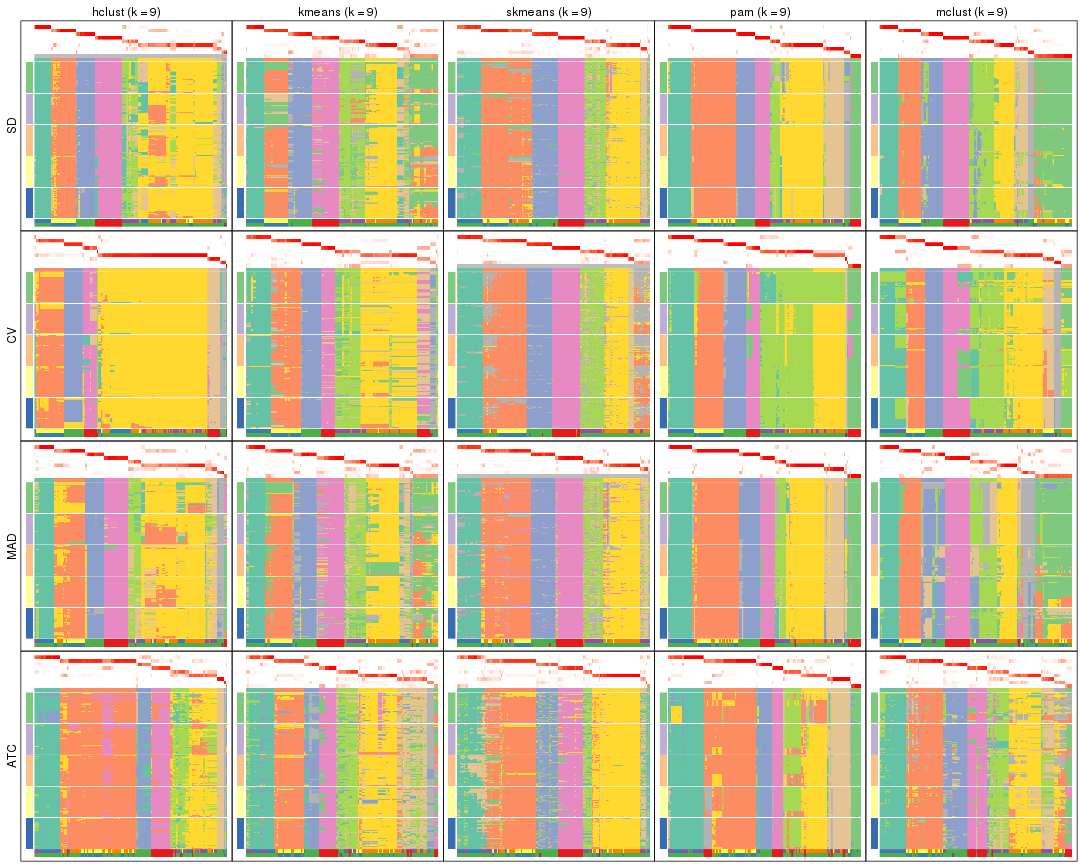 hclust (k = 9)
kmeans (k = 9)
skmeans (k = 9)
pam (k = 9)
mclust (k = 9)
SD
CV
MAD
ATC